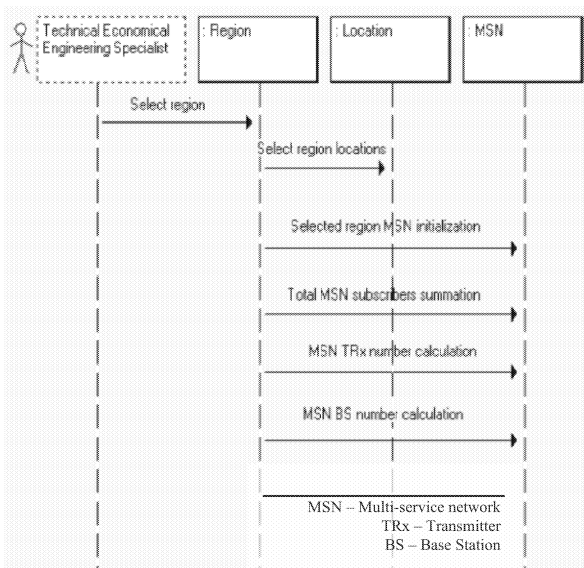 Technical Economical
Engineering Specialist
: Region
: Location
: MSN
Select region
Select region locations
Selected region MSN initialization
Total MSN subscribers summation
MSN TRx number calculation
MSN BS number calculation
MSN – Multi-service network
TRx – Transmitter
BS – Base Station